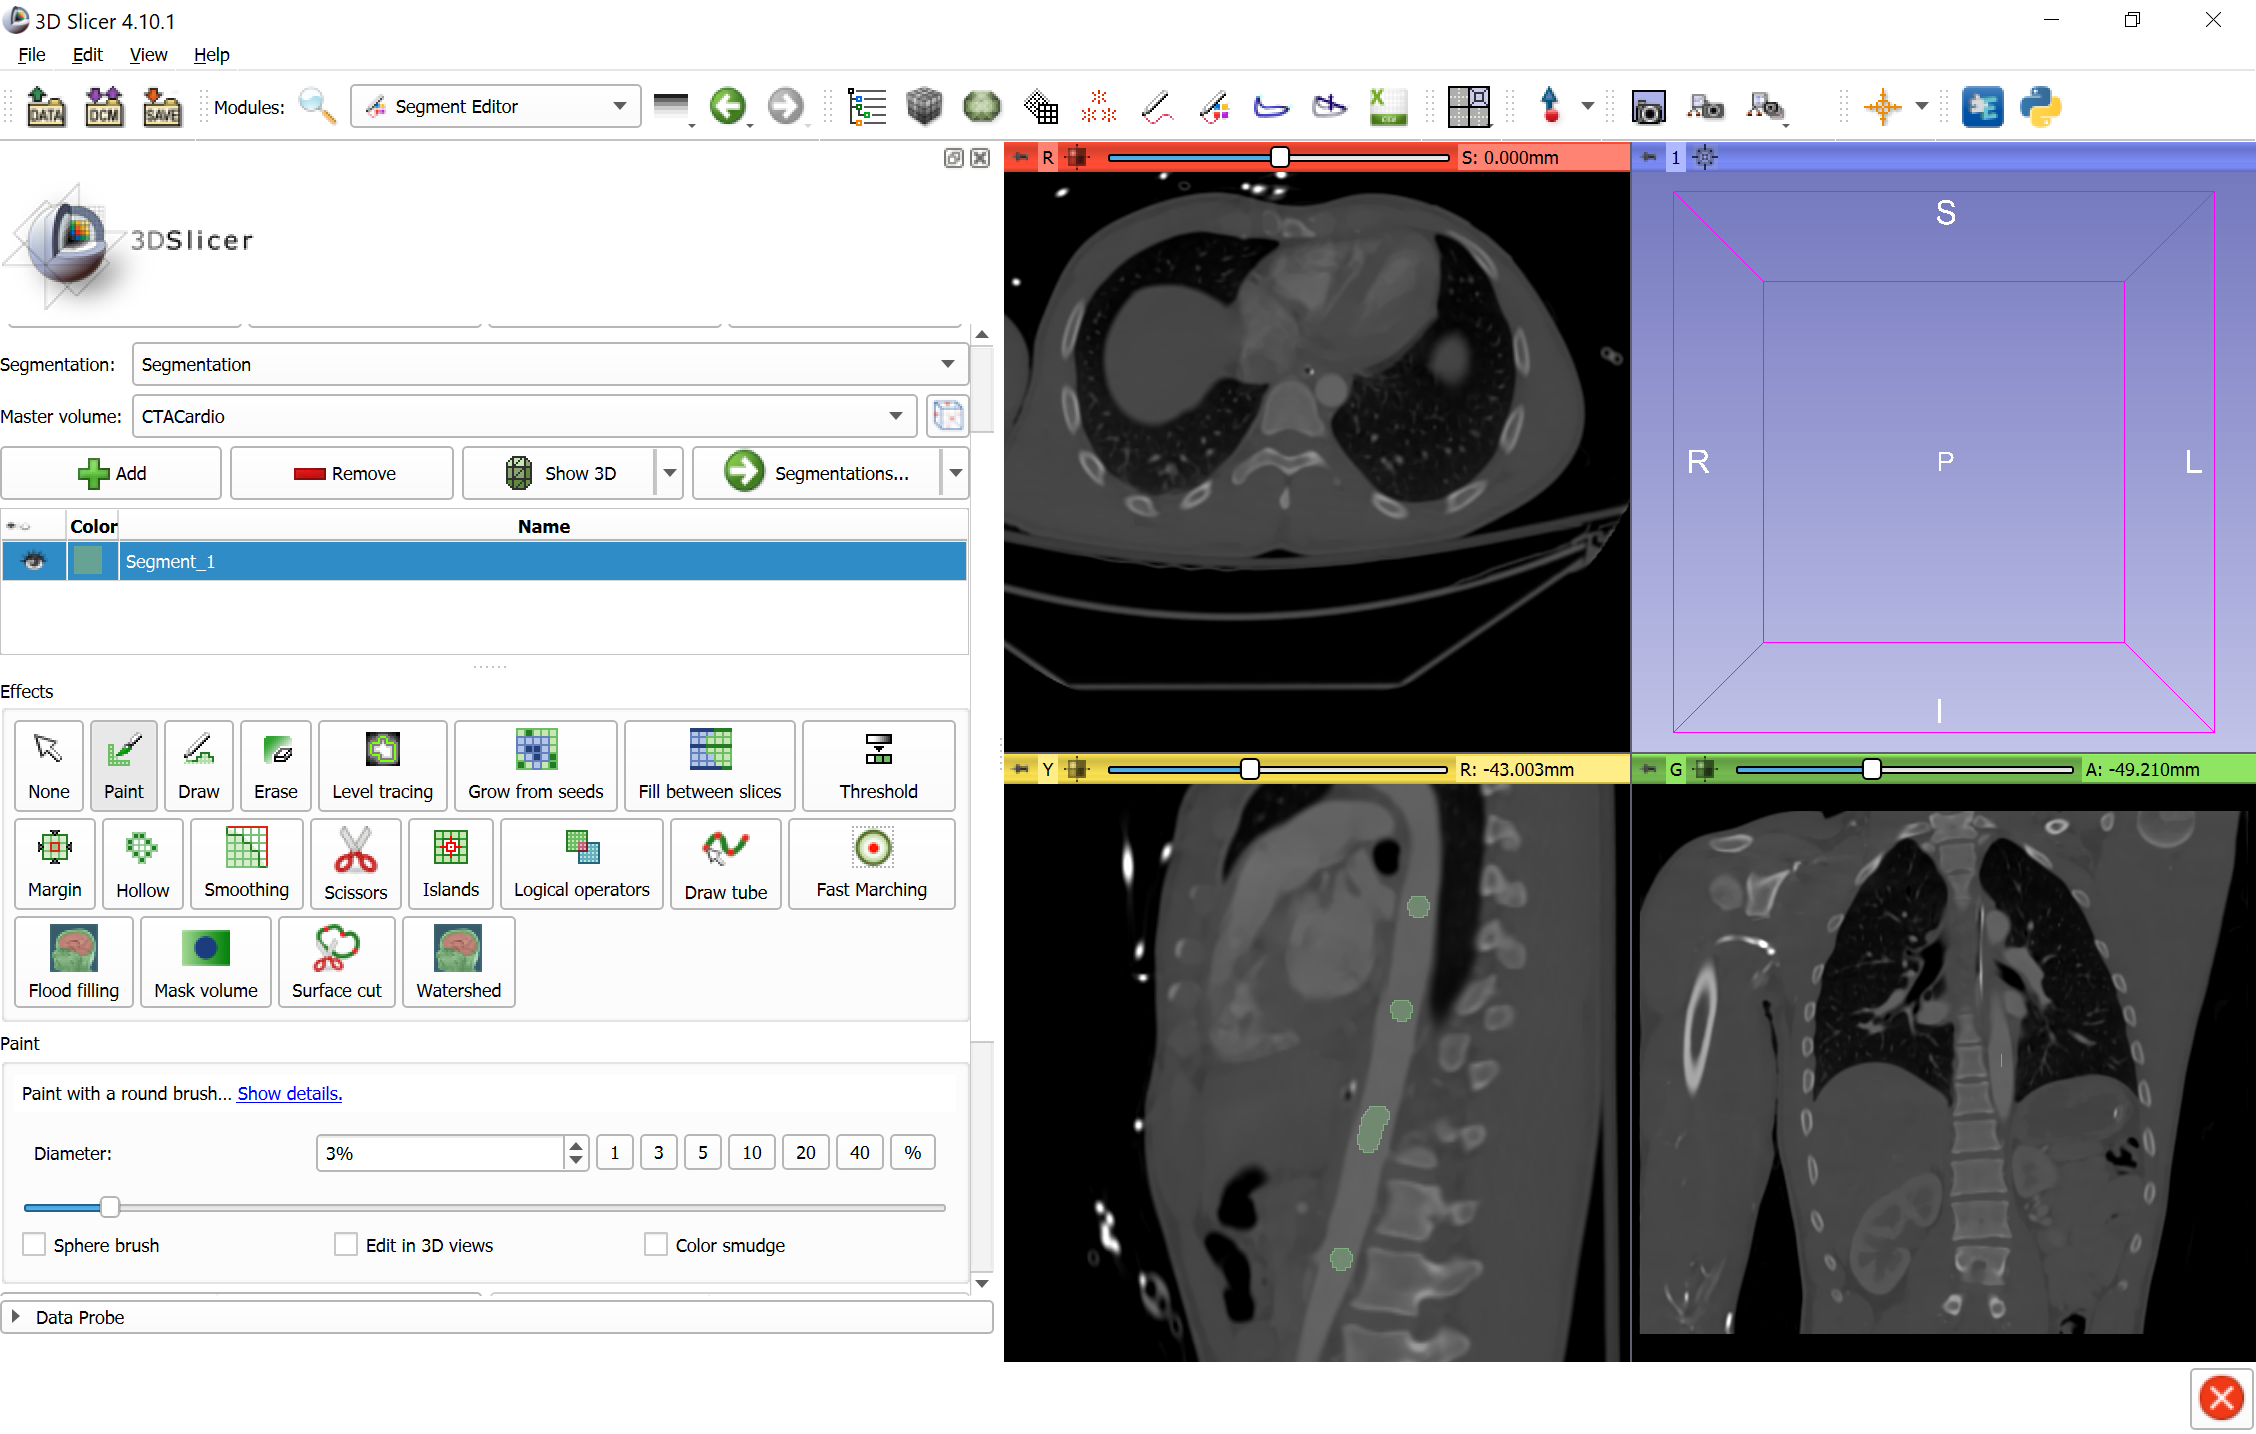 3D Slicer 4.10.1
File Edit View Help
DATA DCM SAVE Modules: Segment Editor
R S: 0.000mm
1
3DSlicer
S
R P L
I
Segmentation: Segmentation
Master volume: CTACardio
Add Remove Show 3D Segmentations...
Color Name
Segment_1
Effects
None Paint Draw Erase Level tracing Grow from seeds Fill between slices Threshold
Margin Hollow Smoothing Scissors Islands Logical operators Draw tube Fast Marching
Flood filling Mask volume Surface cut Watershed
Y R: -43.003mm
G A: -49.210mm
Paint
Paint with a round brush... Show details.
Diameter: 3% 1 3 5 10 20 40 %
Sphere brush Edit in 3D views Color smudge
Data Probe